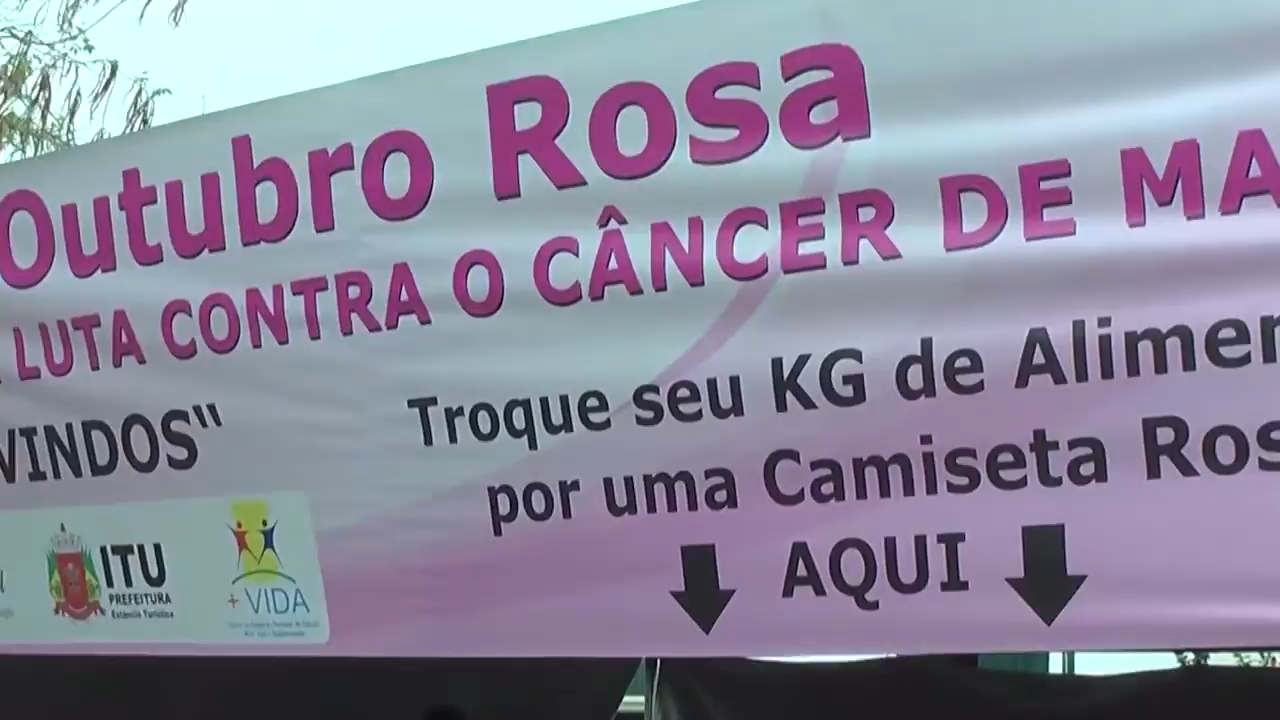 Outubro Rosa
LUTA CONTRA O CÂNCER DE MA
VINDOS"
Troque seu KG de Alimen
por uma Camiseta Ros
AQUI
ITU
PREFEITURA
Estância Turística
+ VIDA